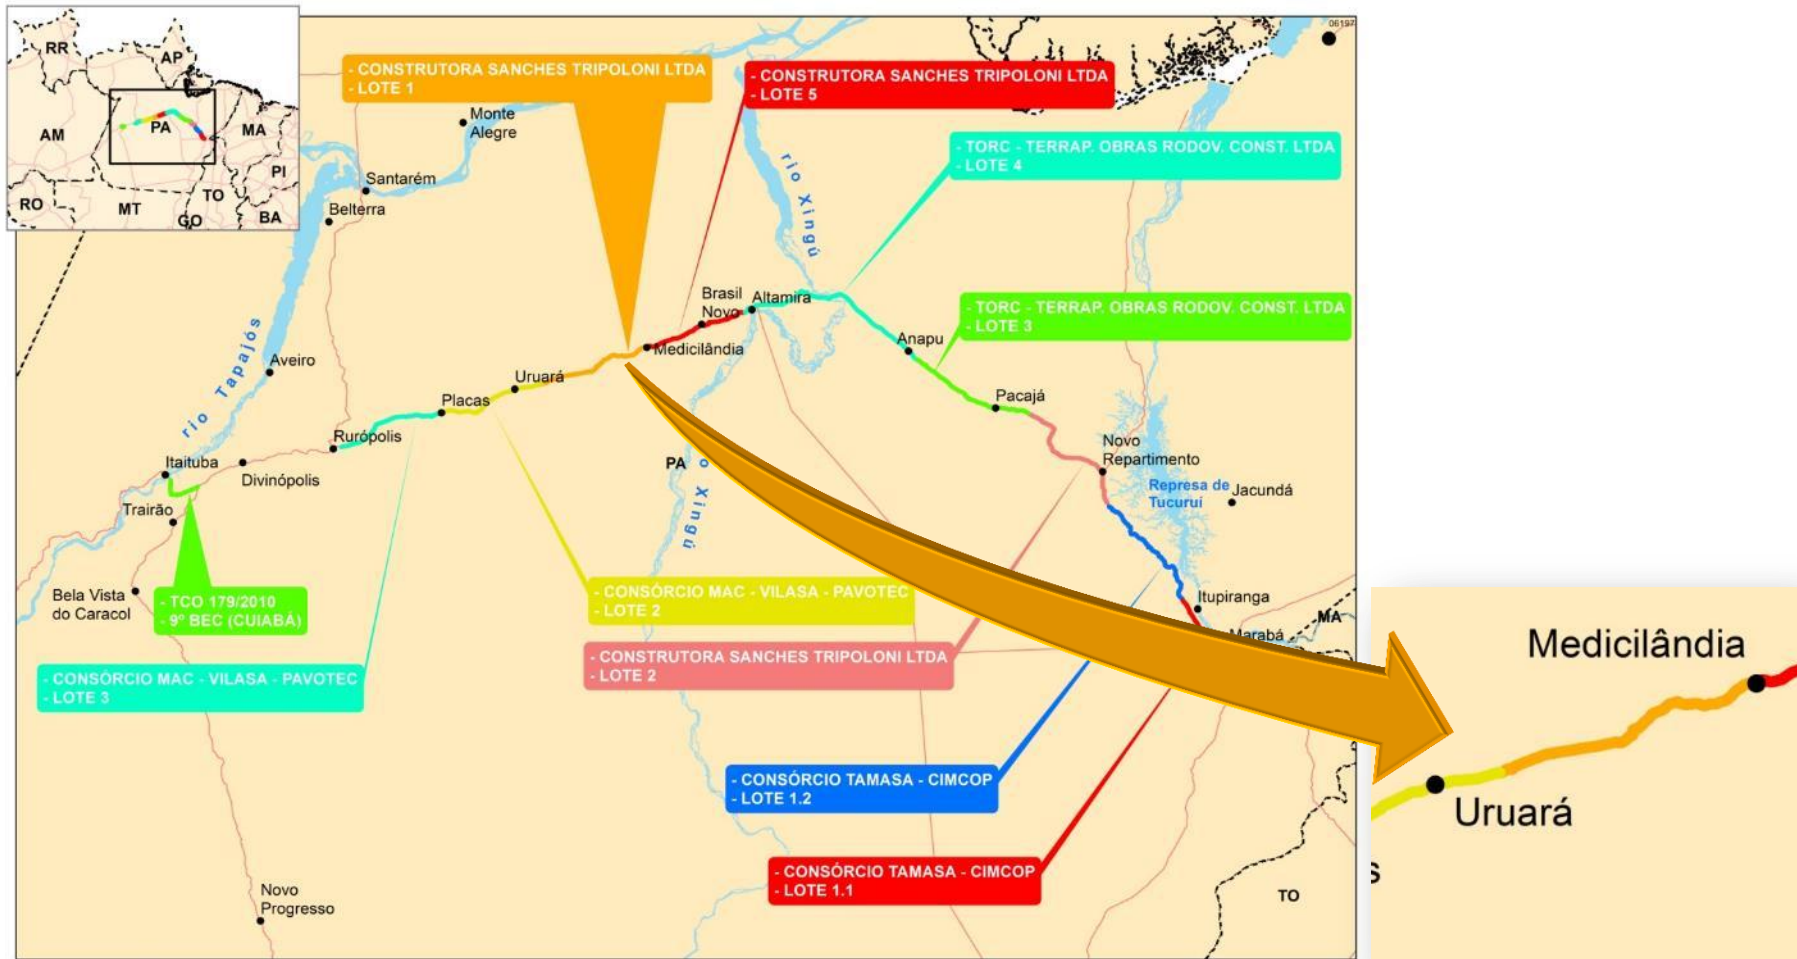 RR
AP
AM
PA
MA
PI
RO
MT
TO
GO
BA
06197
- CONSTRUTORA SANCHES TRIPOLONI LTDA
- LOTE 1
- CONSTRUTORA SANCHES TRIPOLONI LTDA
- LOTE 5
Monte
Alegre
- TORC - TERRAP. OBRAS RODOV. CONST. LTDA
- LOTE 4
Santarém
Belterra
rio Xingú
Brasil
Novo
Altamira
- TORC - TERRAP. OBRAS RODOV. CONST. LTDA
- LOTE 3
rio Tapajós
Aveiro
Medicilândia
Anapu
Uruará
Placas
Pacajá
Rurópolis
Novo
Repartimento
Itaituba
Divinópolis
PA
o Xingú
Represa de
Tucuruí
Jacundá
Trairão
Bela Vista
do Caracol
- TCO 179/2010
- 9º BEC (CUIABÁ)
- CONSÓRCIO MAC - VILASA - PAVOTEC
- LOTE 2
Itupiranga
Marabá
MA
- CONSTRUTORA SANCHES TRIPOLONI LTDA
- LOTE 2
- CONSÓRCIO MAC - VILASA - PAVOTEC
- LOTE 3
- CONSÓRCIO TAMASA - CIMCOP
- LOTE 1.2
- CONSÓRCIO TAMASA - CIMCOP
- LOTE 1.1
Novo
Progresso
TO
Medicilândia
Uruará
s